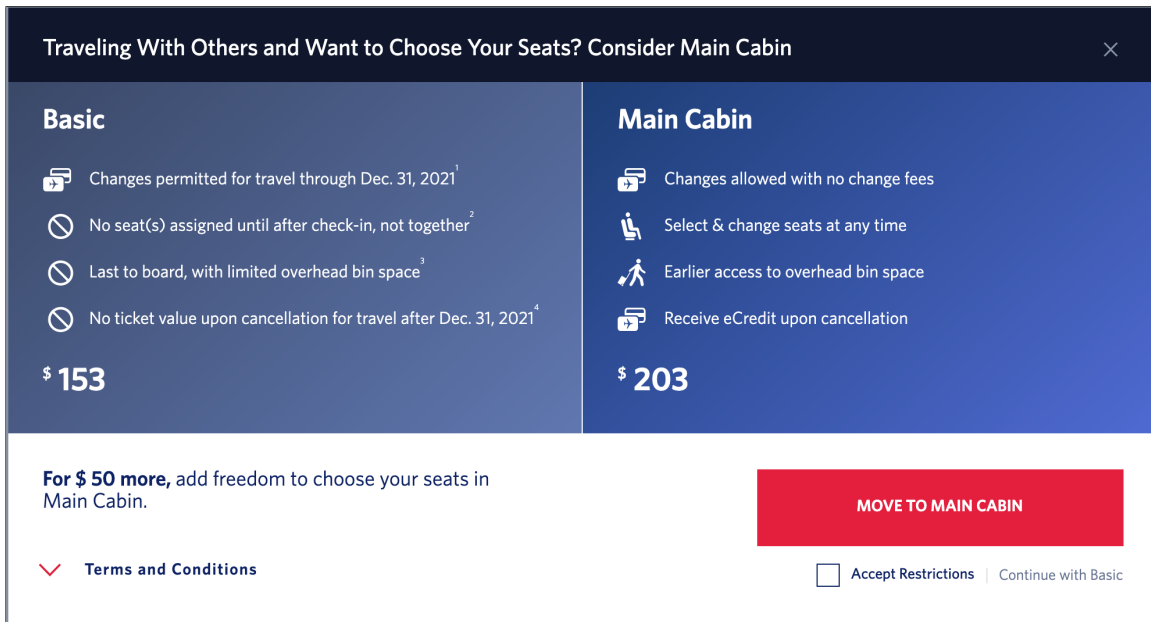 Traveling With Others and Want to Choose Your Seats? Consider Main Cabin
Basic
Changes permitted for travel through Dec. 31, 2021¹
No seat(s) assigned until after check-in, not together²
Last to board, with limited overhead bin space³
No ticket value upon cancellation for travel after Dec. 31, 2021⁴
$ 153
Main Cabin
Changes allowed with no change fees
Select & change seats at any time
Earlier access to overhead bin space
Receive eCredit upon cancellation
$ 203
For $ 50 more, add freedom to choose your seats in
Main Cabin.
MOVE TO MAIN CABIN
Terms and Conditions
Accept Restrictions | Continue with Basic